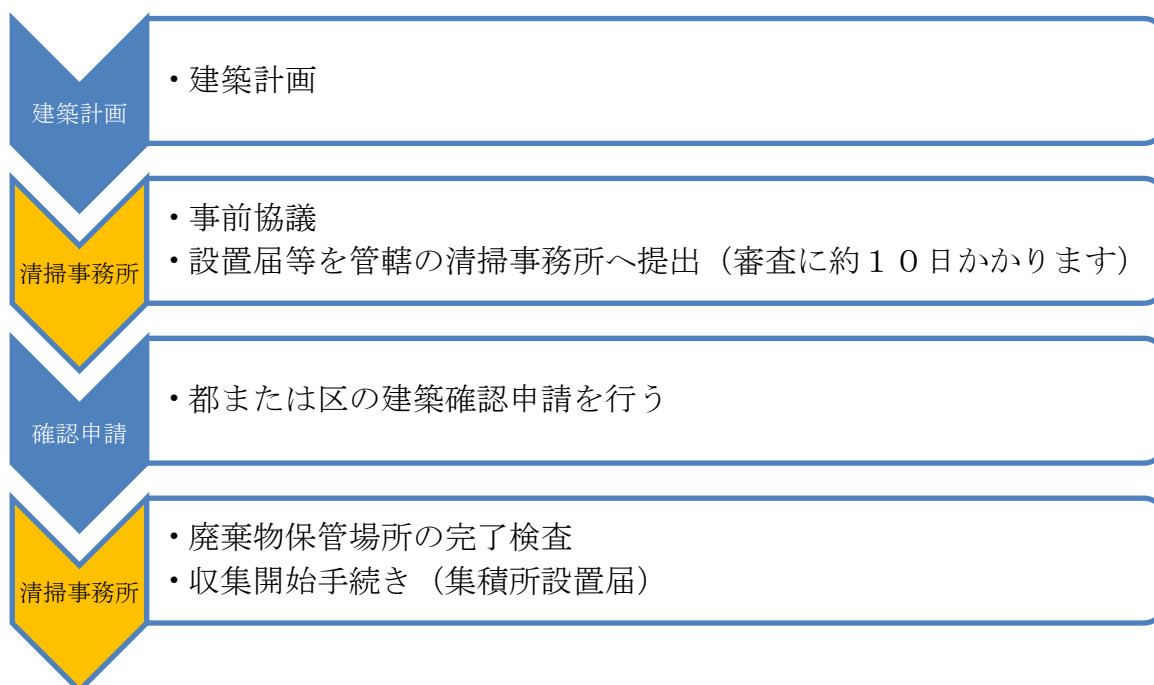 建築計画
・建築計画
清掃事務所
・事前協議
・設置届等を管轄の清掃事務所へ提出（審査に約１０日かかります）
確認申請
・都または区の建築確認申請を行う
清掃事務所
・廃棄物保管場所の完了検査
・収集開始手続き（集積所設置届）